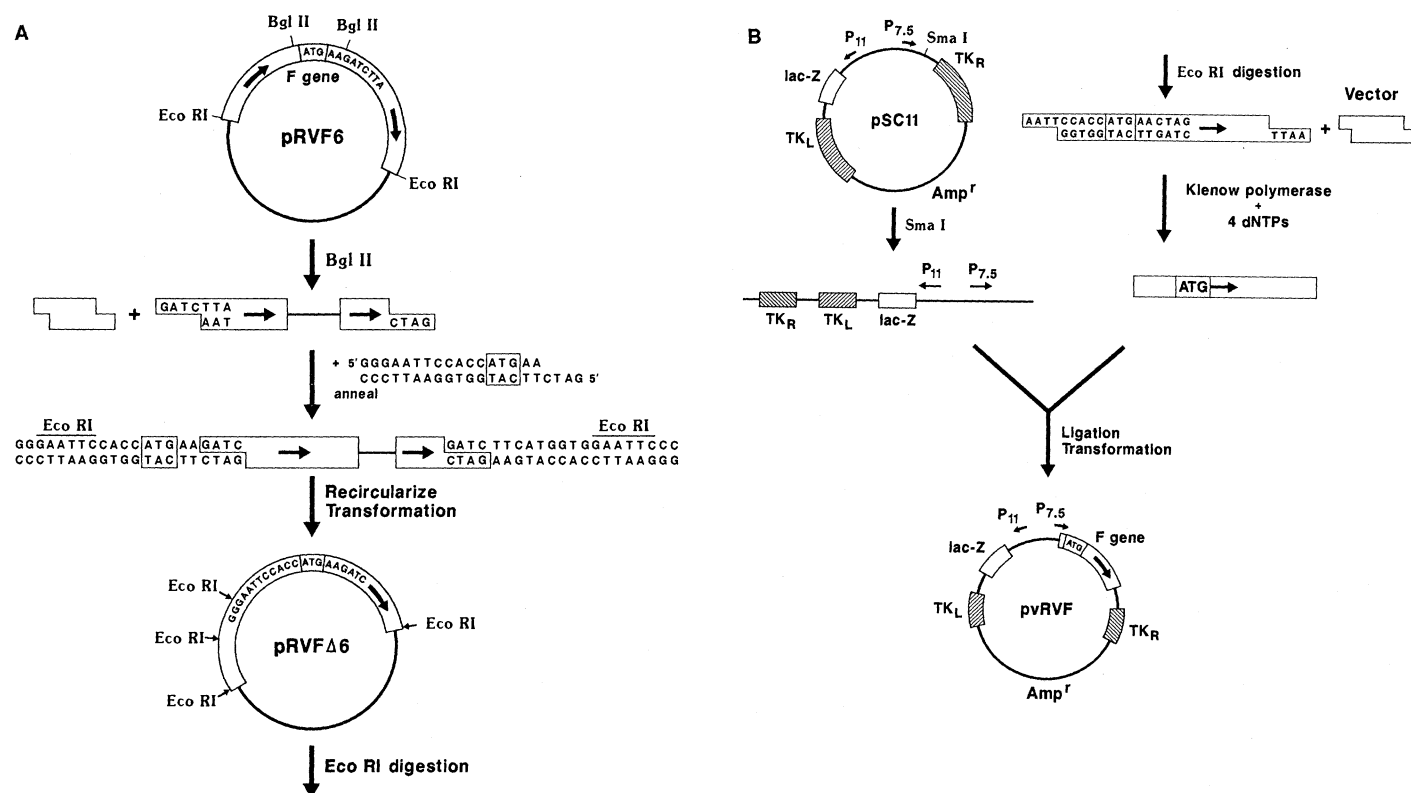 A
Bgl II
Bgl II
ATG AAGATCTTA
F gene
Eco RI
pRVF6
Eco RI
Bgl II
+
GATCTTA
AAT
CTAG
+ 5'GGGAATTCCACCATGAA
CCCTTAAGGTGGTACTTCTAG 5'
anneal
Eco RI
Eco RI
GGGAATTCCACCATGAAGATC
GATCTTCATGGTGGAATTCCC
CCCTTAAGGTGGTACTTCTAG
CTAGAAGTACCACCTTAAGGG
Recircularize
Transformation
GGGAATTCCACC ATG AAGATC
Eco RI
Eco RI
Eco RI
Eco RI
pRVFΔ6
Eco RI digestion
B
P11
P7.5
Sma I
TKR
lac-Z
pSC11
TKL
Ampr
Sma I
P11
P7.5
TKR
TKL
lac-Z
Eco RI digestion
Vector
AATTCCACCATGAACTAG
GGTGGTACTTGATC
TTAA
+
Klenow polymerase
+
4 dNTPs
ATG
Ligation
Transformation
P11
P7.5
lac-Z
ATG
F gene
TKL
pvRVF
TKR
Ampr